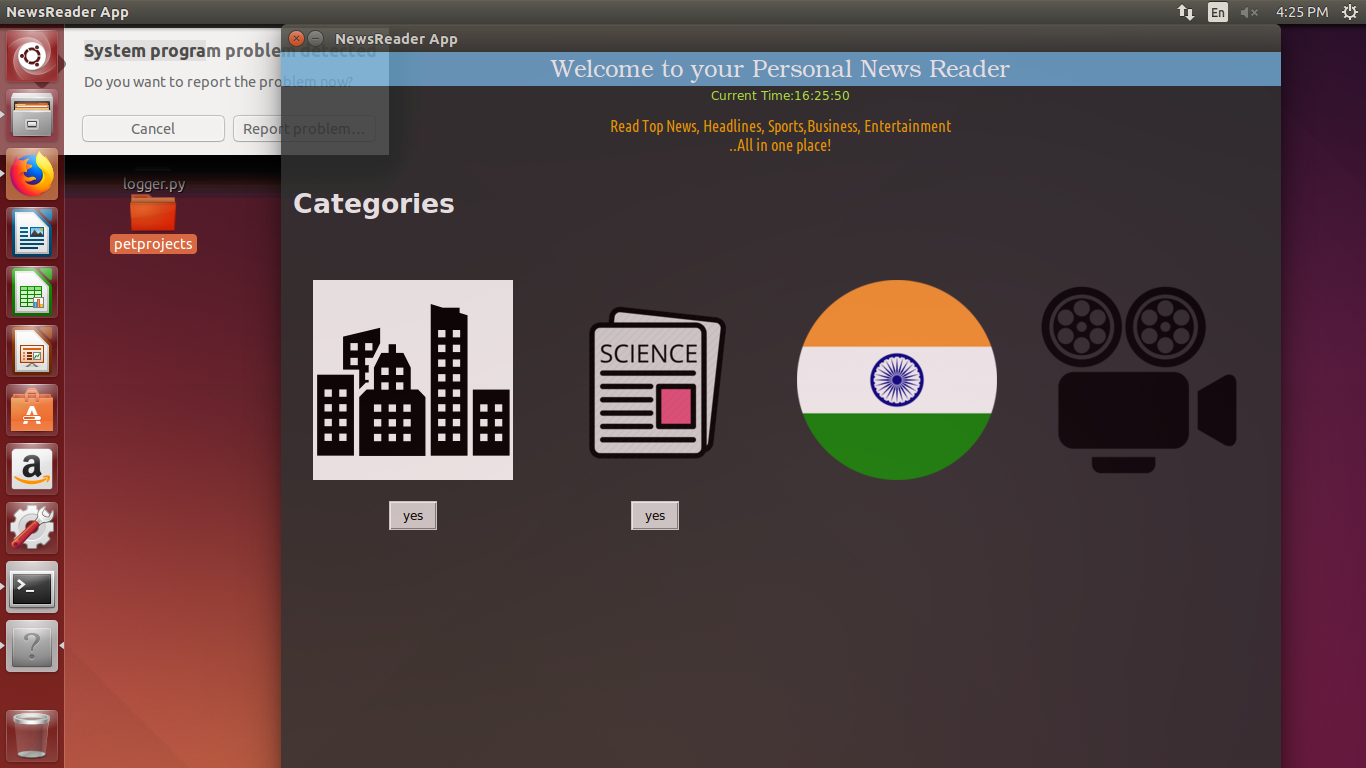 NewsReader App
En
4:25 PM
System program problem detected
Do you want to report the problem now?
Cancel
Report problem...
logger.py
petprojects
NewsReader App
Welcome to your Personal News Reader
Current Time:16:25:50
Read Top News, Headlines, Sports,Business, Entertainment
..All in one place!
Categories
SCIENCE
yes
yes